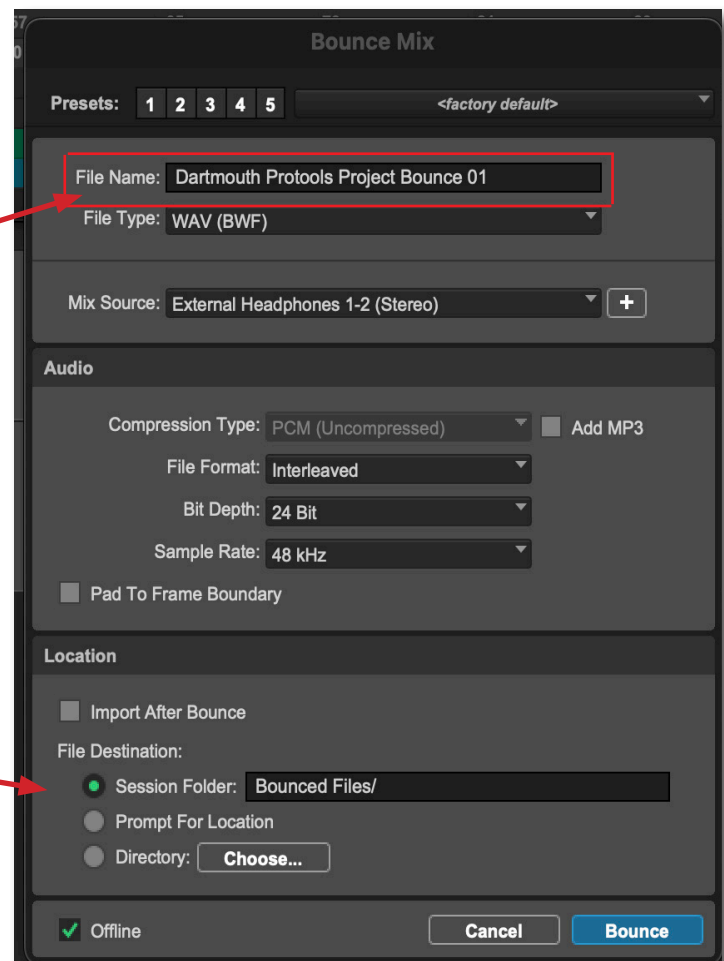 Bounce Mix
Presets: 1 2 3 4 5 <factory default>
File Name: Dartmouth Protools Project Bounce 01
File Type: WAV (BWF)
Mix Source: External Headphones 1-2 (Stereo) +
Audio
Compression Type: PCM (Uncompressed) Add MP3
File Format: Interleaved
Bit Depth: 24 Bit
Sample Rate: 48 kHz
Pad To Frame Boundary
Location
Import After Bounce
File Destination:
Session Folder: Bounced Files/
Prompt For Location
Directory: Choose...
Offline Cancel Bounce